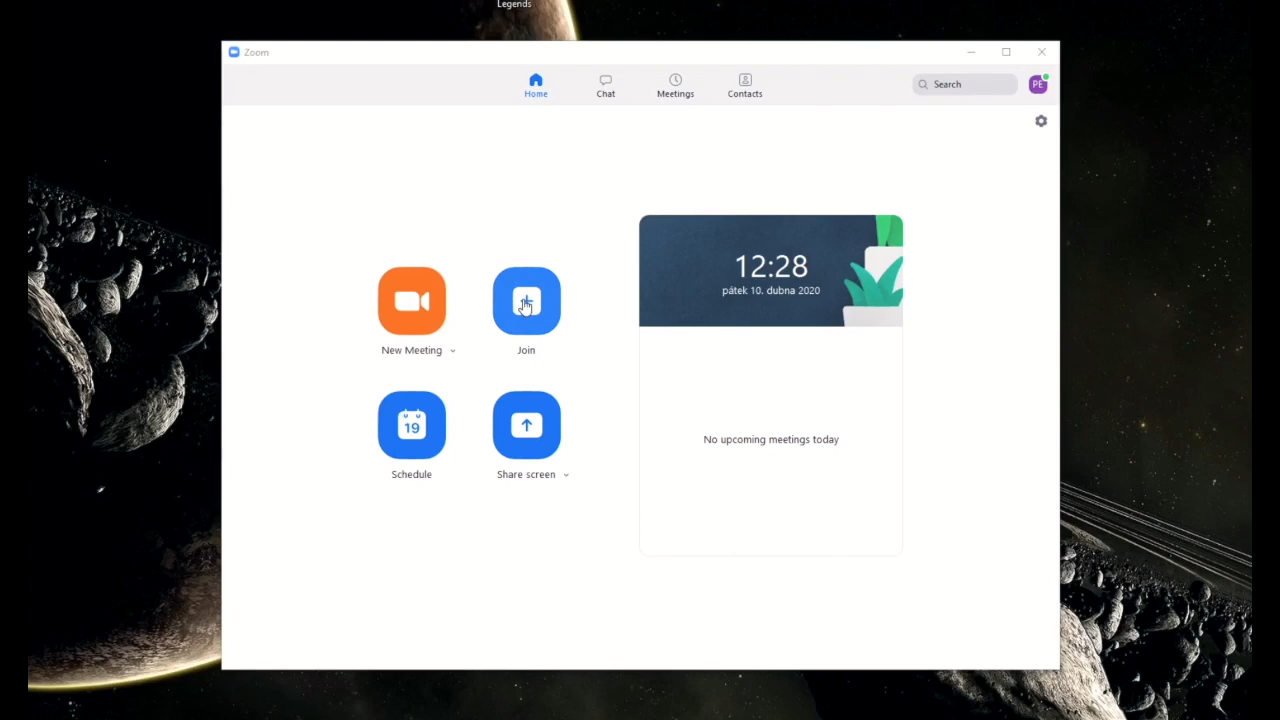 Legends
Zoom
Home
Chat
Meetings
Contacts
Search
PE
12:28
pátek 10. dubna 2020
New Meeting
Join
19
Schedule
Share screen
No upcoming meetings today